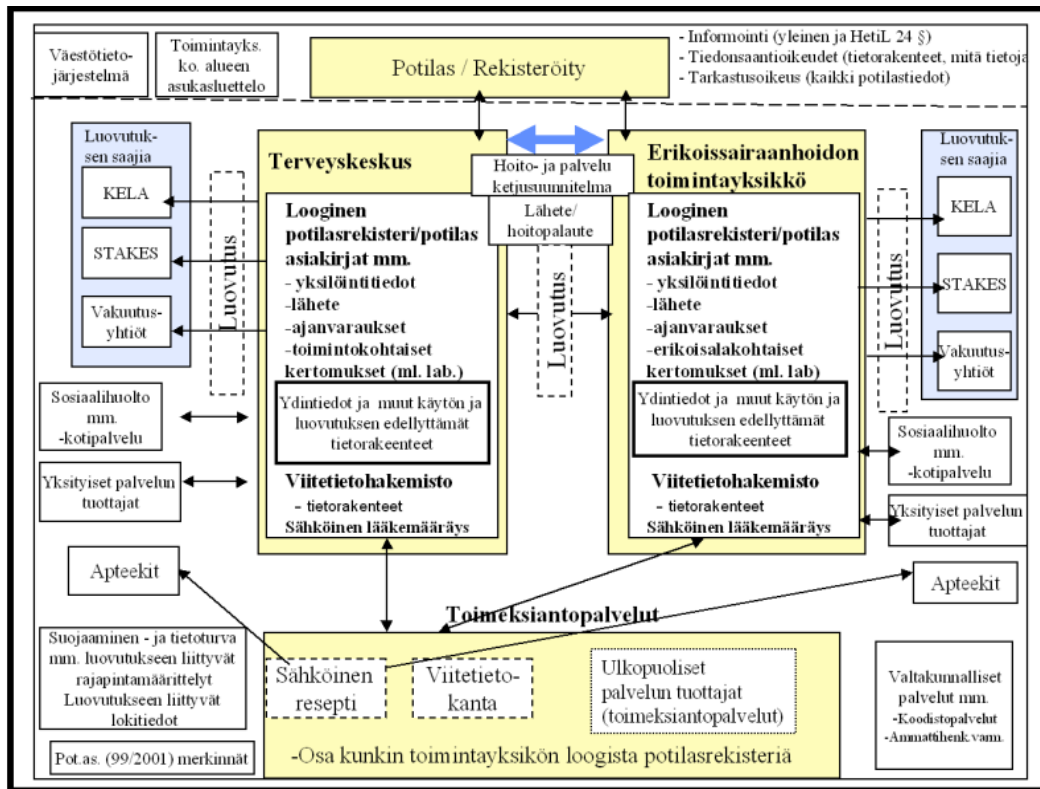 Väestötieto-
järjestelmä
Toimintayks.
ko. alueen
asukasluettelo
Potilas / Rekisteröity
- Informointi (yleinen ja HetiL 24 §)
- Tiedonsaantioikeudet (tietorakenteet, mitä tietoja
- Tarkastusoikeus (kaikki potilastiedot)
Luovutuk-
sen saajia
KELA
STAKES
Vakuutus-
yhtiöt
Luovutus
Terveyskeskus
Looginen
potilasrekisteri/potilas
asiakirjat mm.
- yksilöintitiedot
-lähete
-ajanvaraukset
-toimintokohtaiset
kertomukset (ml. lab.)
Ydintiedot ja muut käytön ja
luovutuksen edellyttämät
tietorakeenteet
Viitetietohakemisto
- tietorakenteet
Sähköinen lääkemääräys
Hoito- ja palvelu
ketjusuunnitelma
Lähete/
hoitopalaute
Luovutus
Erikoissairaanhoidon
toimintayksikkö
Looginen
potilasrekisteri/potilas
asiakirjat mm.
- yksilöintitiedot
-lähete
-ajanvaraukset
-erikoisalakohtaiset
kertomukset (ml. lab)
Ydintiedot ja muut käytön ja
luovutuksen edellyttämät
tietorakeenteet
Viitetietohakemisto
- tietorakenteet
Sähköinen lääkemääräys
Luovutus
Luovutuk-
sen saajia
KELA
STAKES
Vakuutus-
yhtiöt
Sosiaalihuolto
mm.
-kotipalvelu
Yksityiset palvelun
tuottajat
Apteekit
Sosiaalihuolto
mm.
-kotipalvelu
Yksityiset palvelun
tuottajat
Apteekit
Toimeksiantopalvelut
Suojaaminen - ja tietoturva
mm. luovutukseen liittyvät
rajapintamäärittelyt
Luovutukseen liittyvät
lokitiedot
Pot.as. (99/2001) merkinnät
Sähköinen
resepti
Viitetieto-
kanta
Ulkopuoliset
palvelun tuottajat
(toimeksiantopalvelut)
-Osa kunkin toimintayksikön loogista potilasrekisteriä
Valtakunnalliset
palvelut mm.
-Koodistopalvelut
-Ammattihenk.varm.